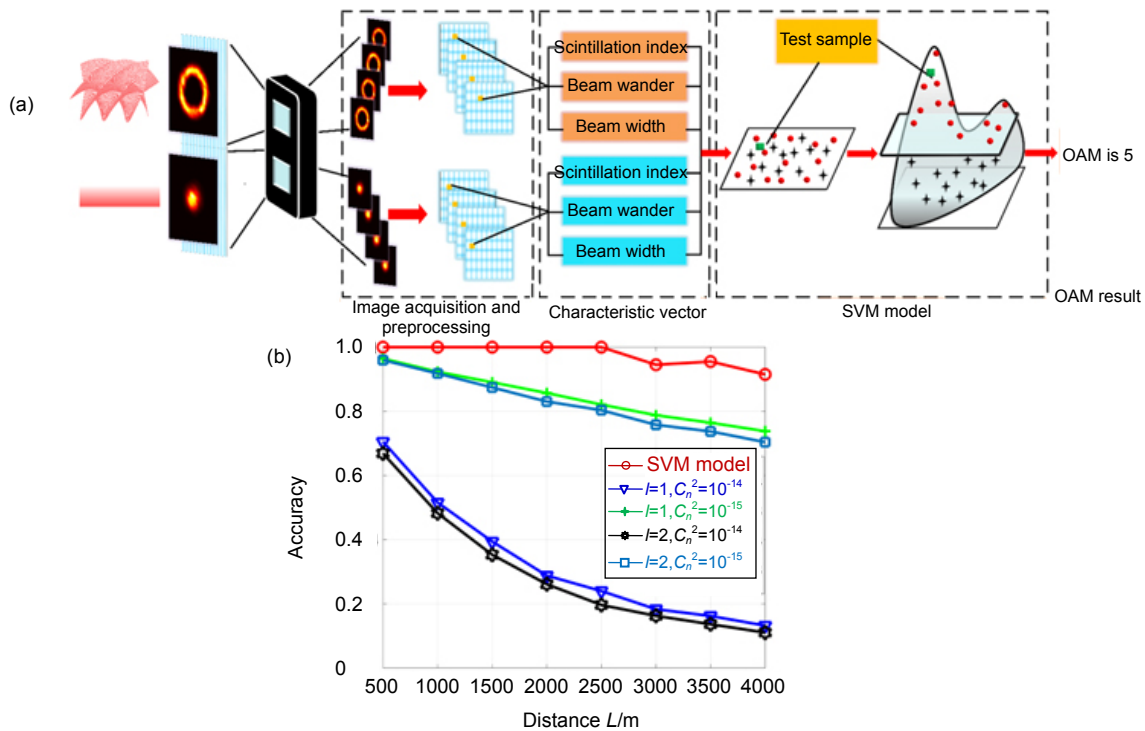 (a)
Scintillation index
Beam wander
Beam width
Scintillation index
Beam wander
Beam width
Test sample
OAM is 5
OAM result
Image acquisition and
preprocessing
Characteristic vector
SVM model
(b)
1.0
0.8
0.6
0.4
0.2
0
Accuracy
SVM model
l=1,Cₙ²=10⁻¹⁴
l=1,Cₙ²=10⁻¹⁵
l=2,Cₙ²=10⁻¹⁴
l=2,Cₙ²=10⁻¹⁵
500 1000 1500 2000 2500 3000 3500 4000
Distance L/m